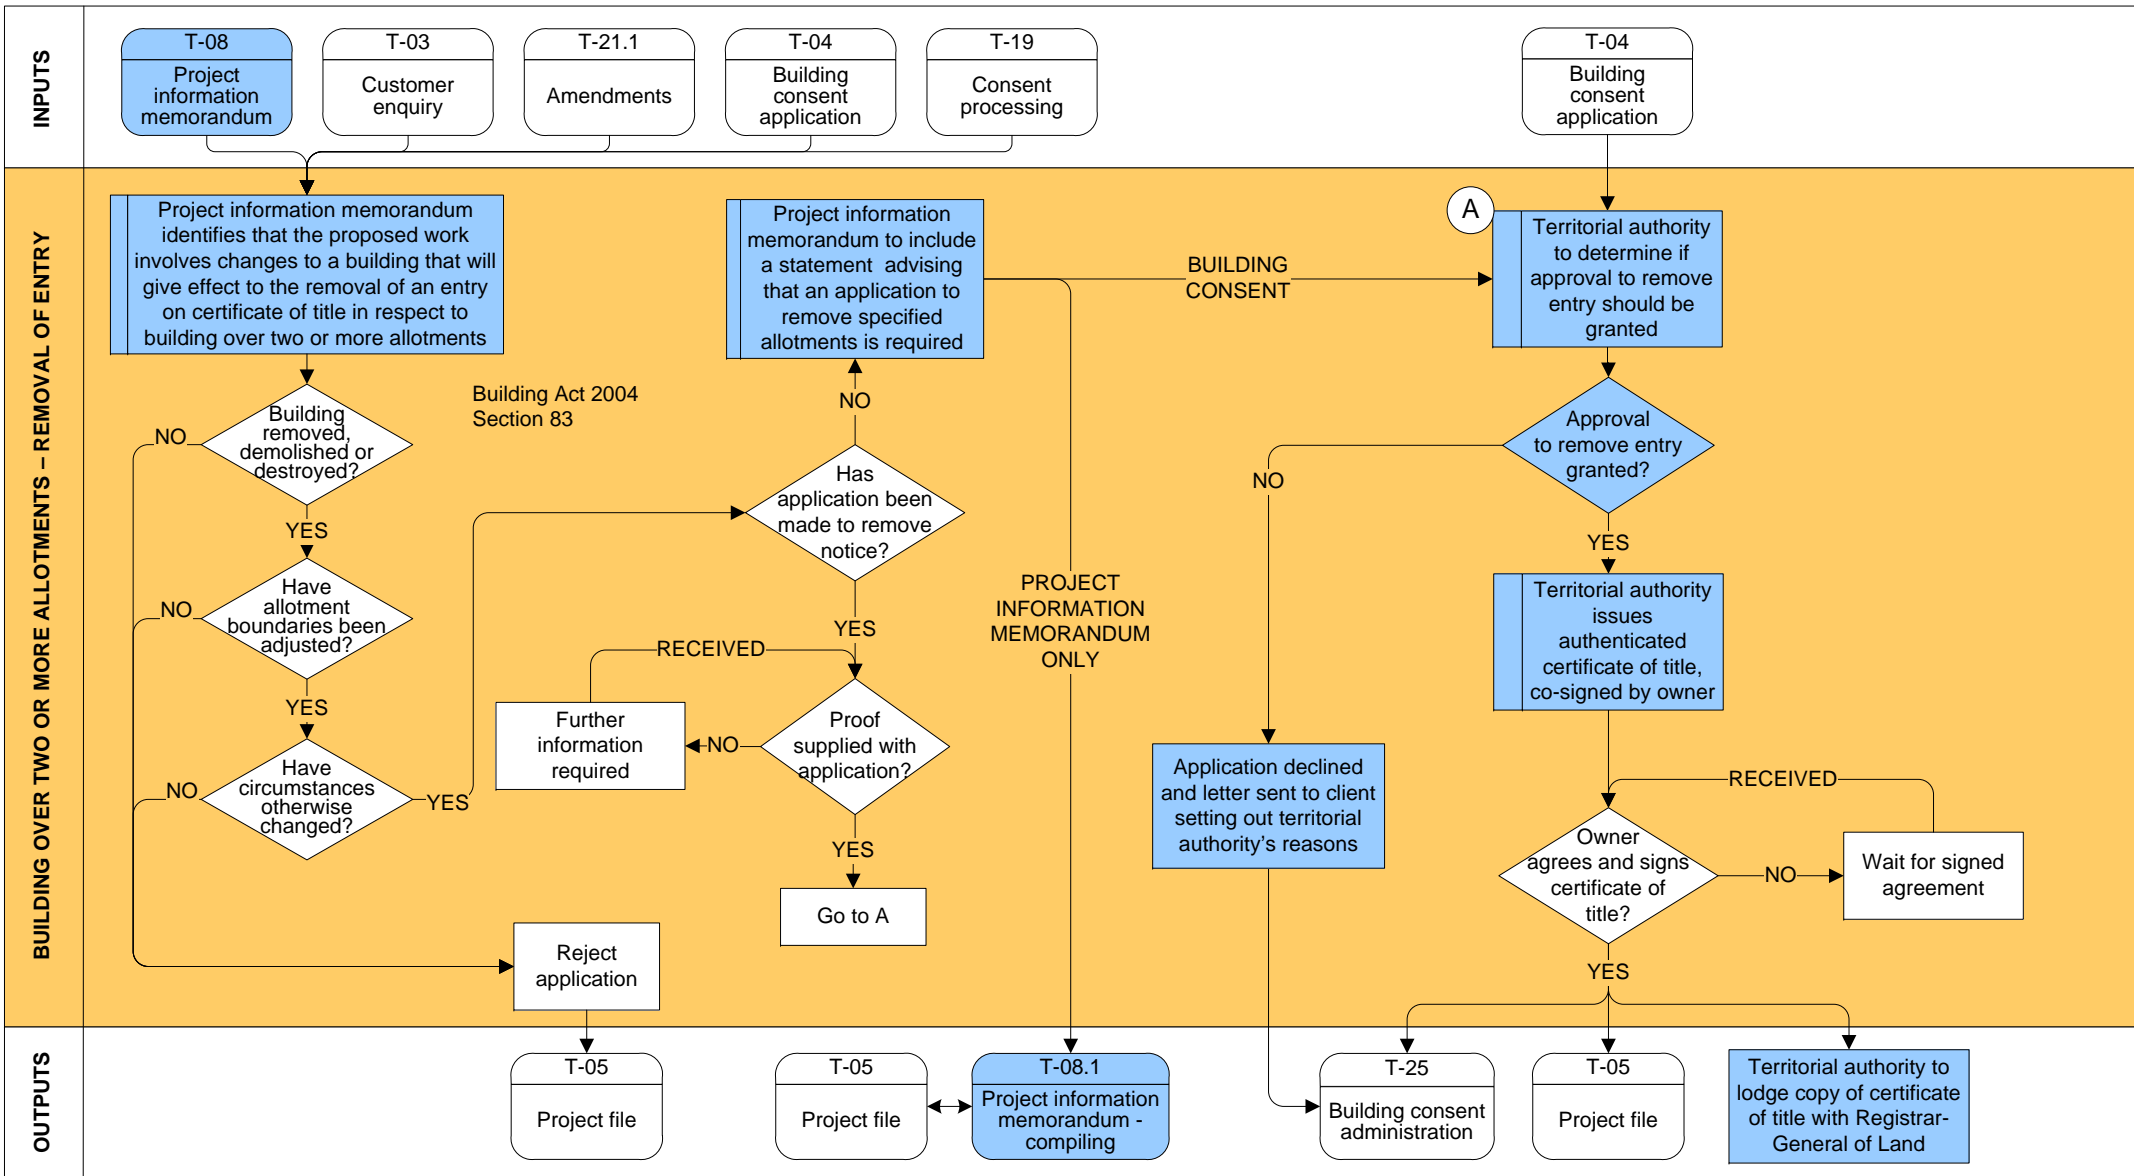 INPUTS
T-08
Project
information
memorandum
T-03
Customer
enquiry
T-21.1
Amendments
T-04
Building
consent
application
T-19
Consent
processing
T-04
Building
consent
application
BUILDING OVER TWO OR MORE ALLOTMENTS – REMOVAL OF ENTRY
Project information memorandum
identifies that the proposed work
involves changes to a building that will
give effect to the removal of an entry
on certificate of title in respect to
building over two or more allotments
Building
removed,
demolished or
destroyed?
NO
YES
Have
allotment
boundaries been
adjusted?
NO
YES
Have
circumstances
otherwise
changed?
NO
YES
Building Act 2004
Section 83
Project information
memorandum to include
a statement  advising
that an application to
remove specified
allotments is required
NO
Has
application been
made to remove
notice?
YES
RECEIVED
Further
information
required
NO
Proof
supplied with
application?
YES
Go to A
Reject
application
BUILDING
CONSENT
PROJECT
INFORMATION
MEMORANDUM
ONLY
A
Territorial authority
to determine if
approval to remove
entry should be
granted
Approval
to remove entry
granted?
NO
YES
Application declined
and letter sent to client
setting out territorial
authority's reasons
Territorial authority
issues
authenticated
certificate of title,
co-signed by owner
RECEIVED
Owner
agrees and signs
certificate of
title?
NO
Wait for signed
agreement
YES
OUTPUTS
T-05
Project file
T-05
Project file
T-08.1
Project information
memorandum -
compiling
T-25
Building consent
administration
T-05
Project file
Territorial authority to
lodge copy of certificate
of title with Registrar-
General of Land